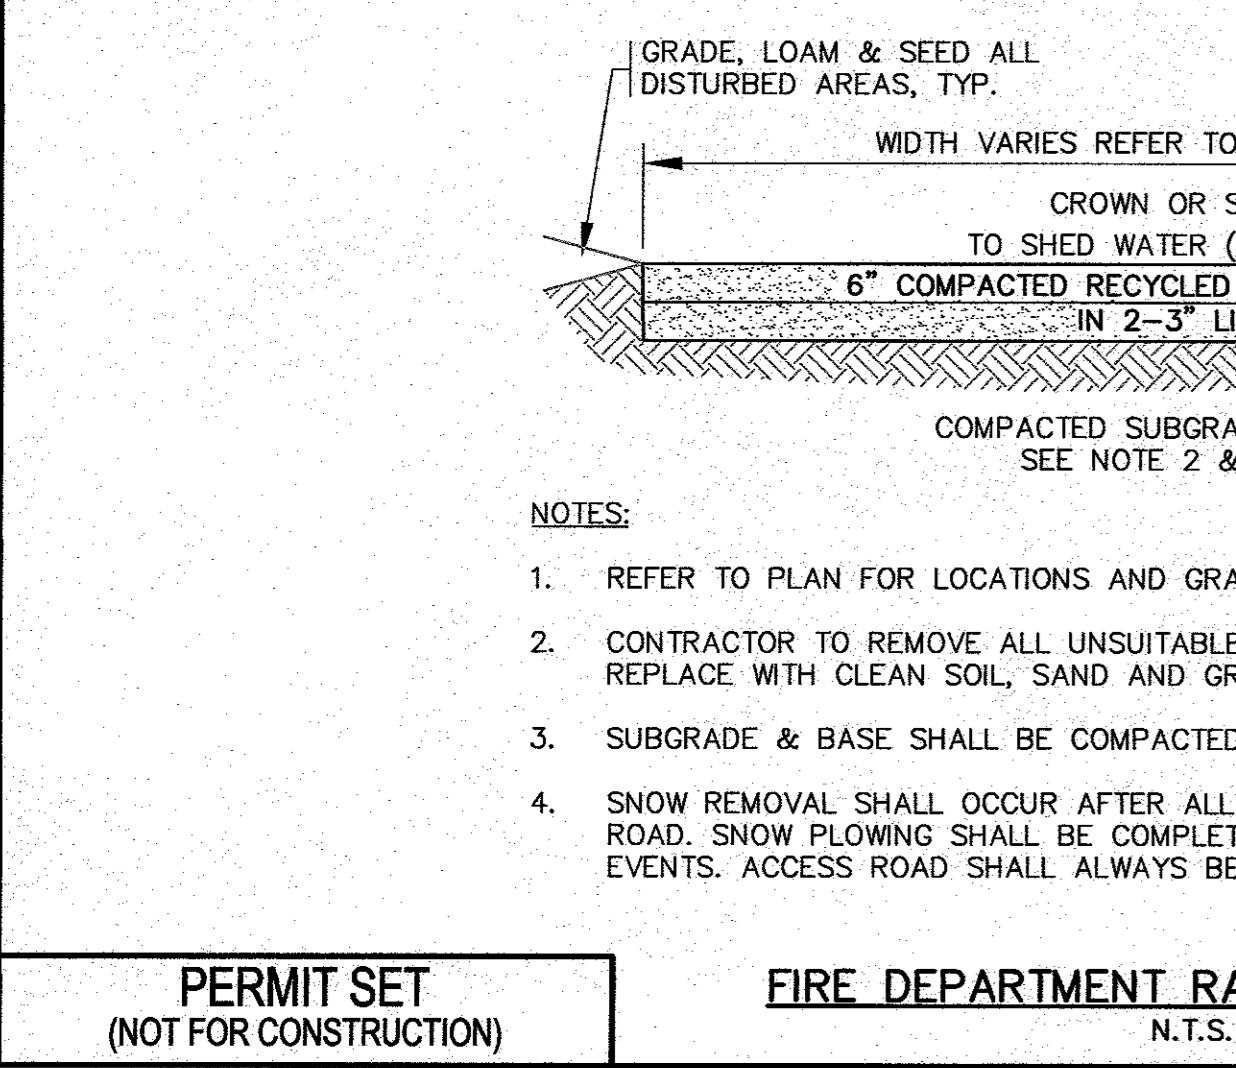 GRADE, LOAM & SEED ALL
DISTURBED AREAS, TYP.
WIDTH VARIES REFER TO
CROWN OR S
TO SHED WATER (
6" COMPACTED RECYCLED
IN 2-3" LI
COMPACTED SUBGRA
SEE NOTE 2 &
NOTES:
1. REFER TO PLAN FOR LOCATIONS AND GRA
2. CONTRACTOR TO REMOVE ALL UNSUITABLE
REPLACE WITH CLEAN SOIL, SAND AND GR
3. SUBGRADE & BASE SHALL BE COMPACTED
4. SNOW REMOVAL SHALL OCCUR AFTER ALL
ROAD. SNOW PLOWING SHALL BE COMPLET
EVENTS. ACCESS ROAD SHALL ALWAYS BE
PERMIT SET
(NOT FOR CONSTRUCTION)
FIRE DEPARTMENT RA
N.T.S.